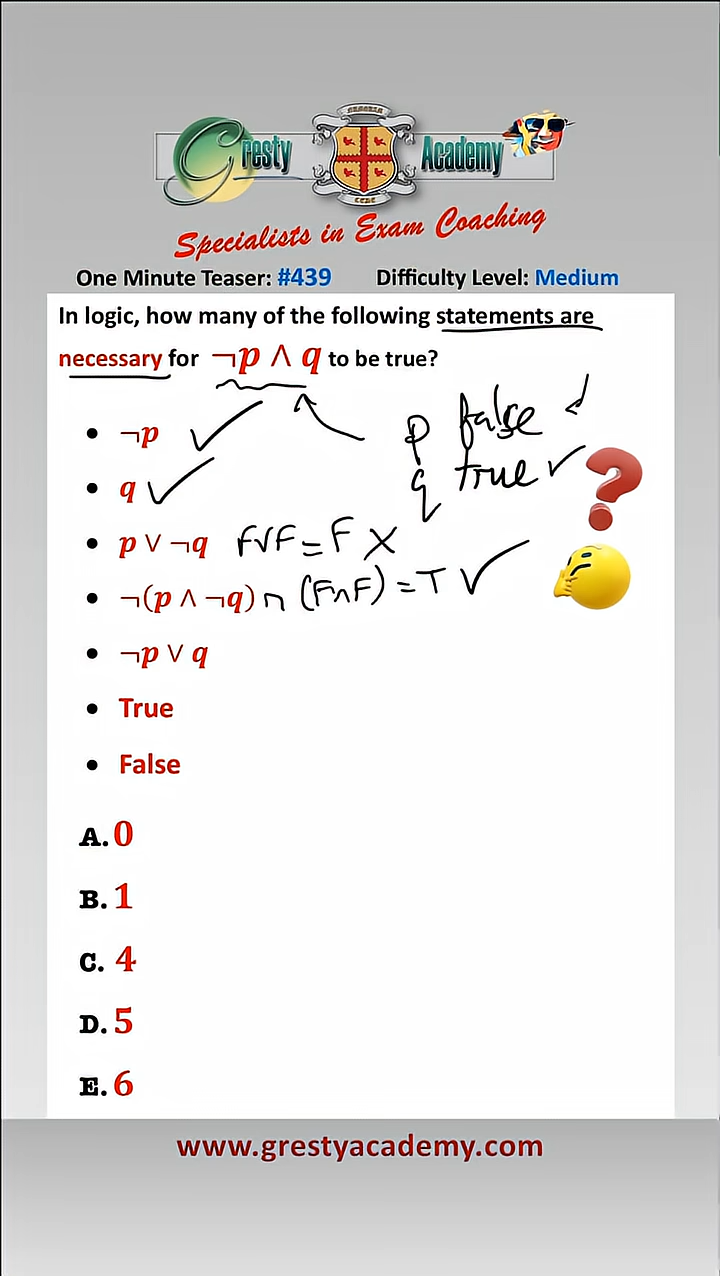 Gresty Academy
Specialists in Exam Coaching
One Minute Teaser: #439 Difficulty Level: Medium
In logic, how many of the following statements are
necessary for ¬p ∧ q to be true?
• ¬p ✓
p false ✓
• q ✓
q true ✓
• p ∨ ¬q F∨F = F ✗
• ¬(p ∧ ¬q) ¬(F∧F) = T ✓
• ¬p ∨ q
• True
• False
A. 0
B. 1
C. 4
D. 5
E. 6
www.grestyacademy.com